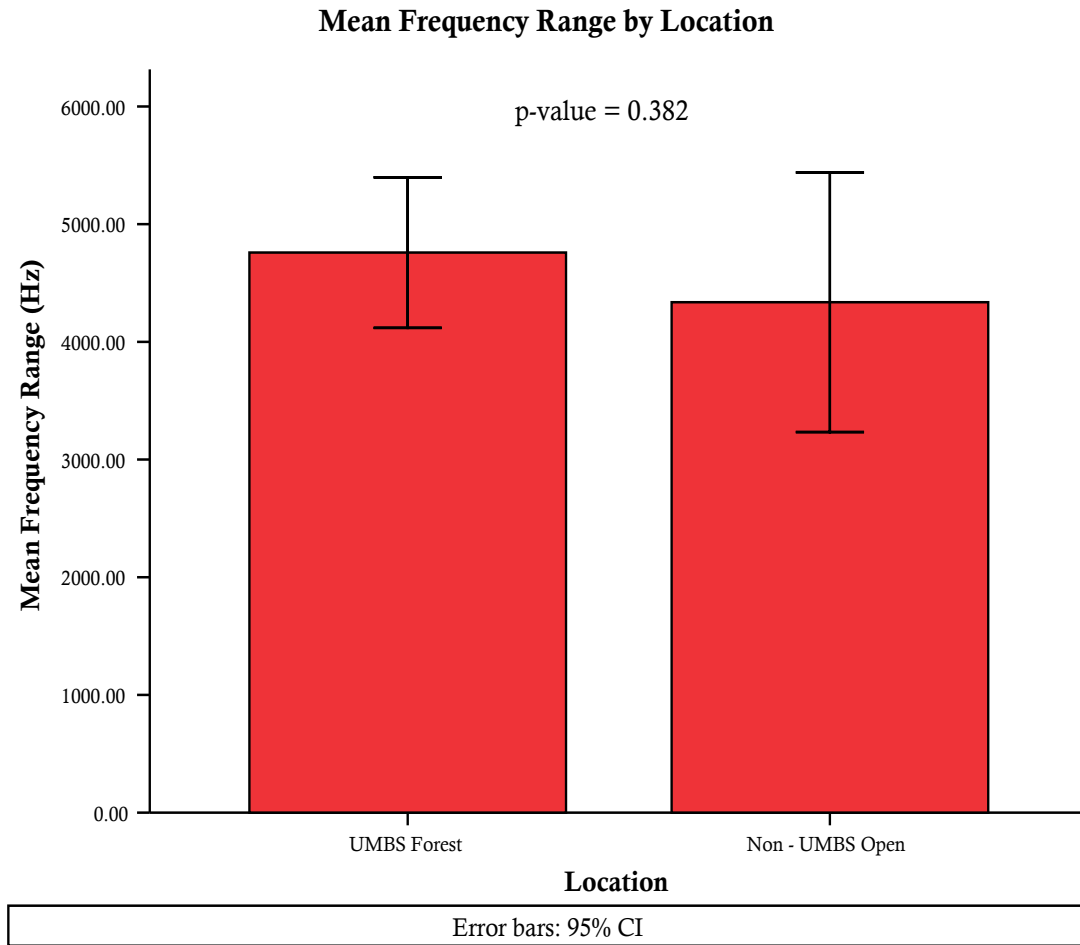 Mean Frequency Range by Location
p-value = 0.382
Mean Frequency Range (Hz)
6000.00
5000.00
4000.00
3000.00
2000.00
1000.00
0.00
UMBS Forest
Non - UMBS Open
Location
Error bars: 95% CI